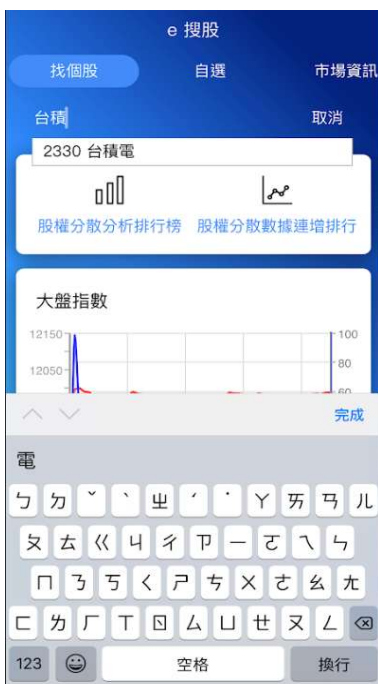 e 搜股
找個股 自選 市場資訊
台積 取消
2330 台積電
股權分散分析排行榜 股權分散數據連增排行
大盤指數
12150 100
12050 80
60
完成
電
ㄅ ㄉ ˇ ˋ ㄓ ˊ ˙ ㄚ ㄞ ㄢ ㄦ
ㄆ ㄊ ㄍ ㄐ ㄔ ㄗ ㄧ ㄛ ㄟ ㄣ
ㄇ ㄋ ㄎ ㄑ ㄕ ㄘ ㄨ ㄜ ㄠ ㄤ
ㄈ ㄌ ㄏ ㄒ ㄖ ㄙ ㄩ ㄝ ㄡ ㄥ
123 空格 換行